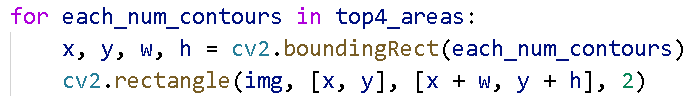 for each_num_contours in top4_areas:
    x, y, w, h = cv2.boundingRect(each_num_contours)
    cv2.rectangle(img, [x, y], [x + w, y + h], 2)